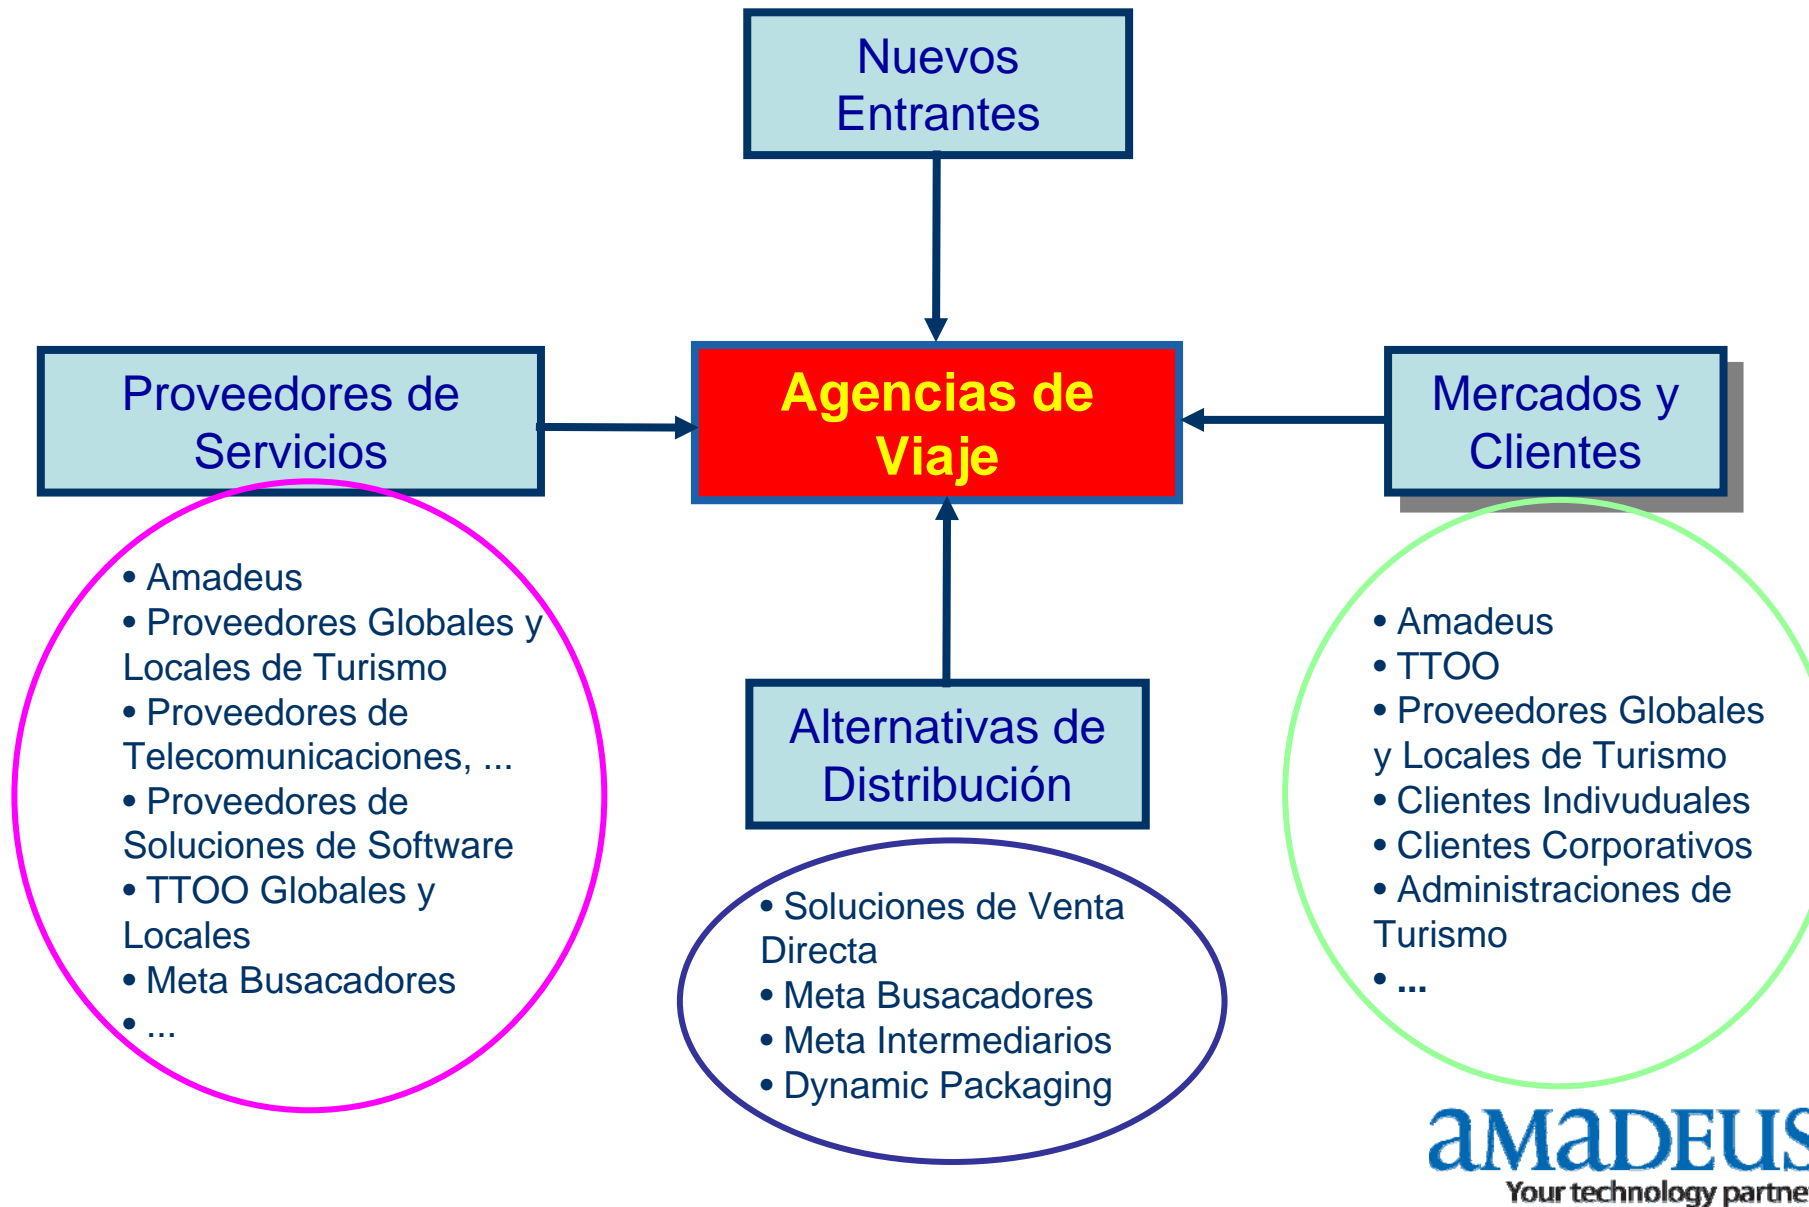 Nuevos
Entrantes
Proveedores de
Servicios
Agencias de
Viaje
Mercados y
Clientes
• Amadeus
• Proveedores Globales y
Locales de Turismo
• Proveedores de
Telecomunicaciones, ...
• Proveedores de
Soluciones de Software
• TTOO Globales y
Locales
• Meta Busacadores
• ...
Alternativas de
Distribución
• Soluciones de Venta
Directa
• Meta Busacadores
• Meta Intermediarios
• Dynamic Packaging
• Amadeus
• TTOO
• Proveedores Globales
y Locales de Turismo
• Clientes Indivuduales
• Clientes Corporativos
• Administraciones de
Turismo
• ...
aMaDEUS
Your technology partne